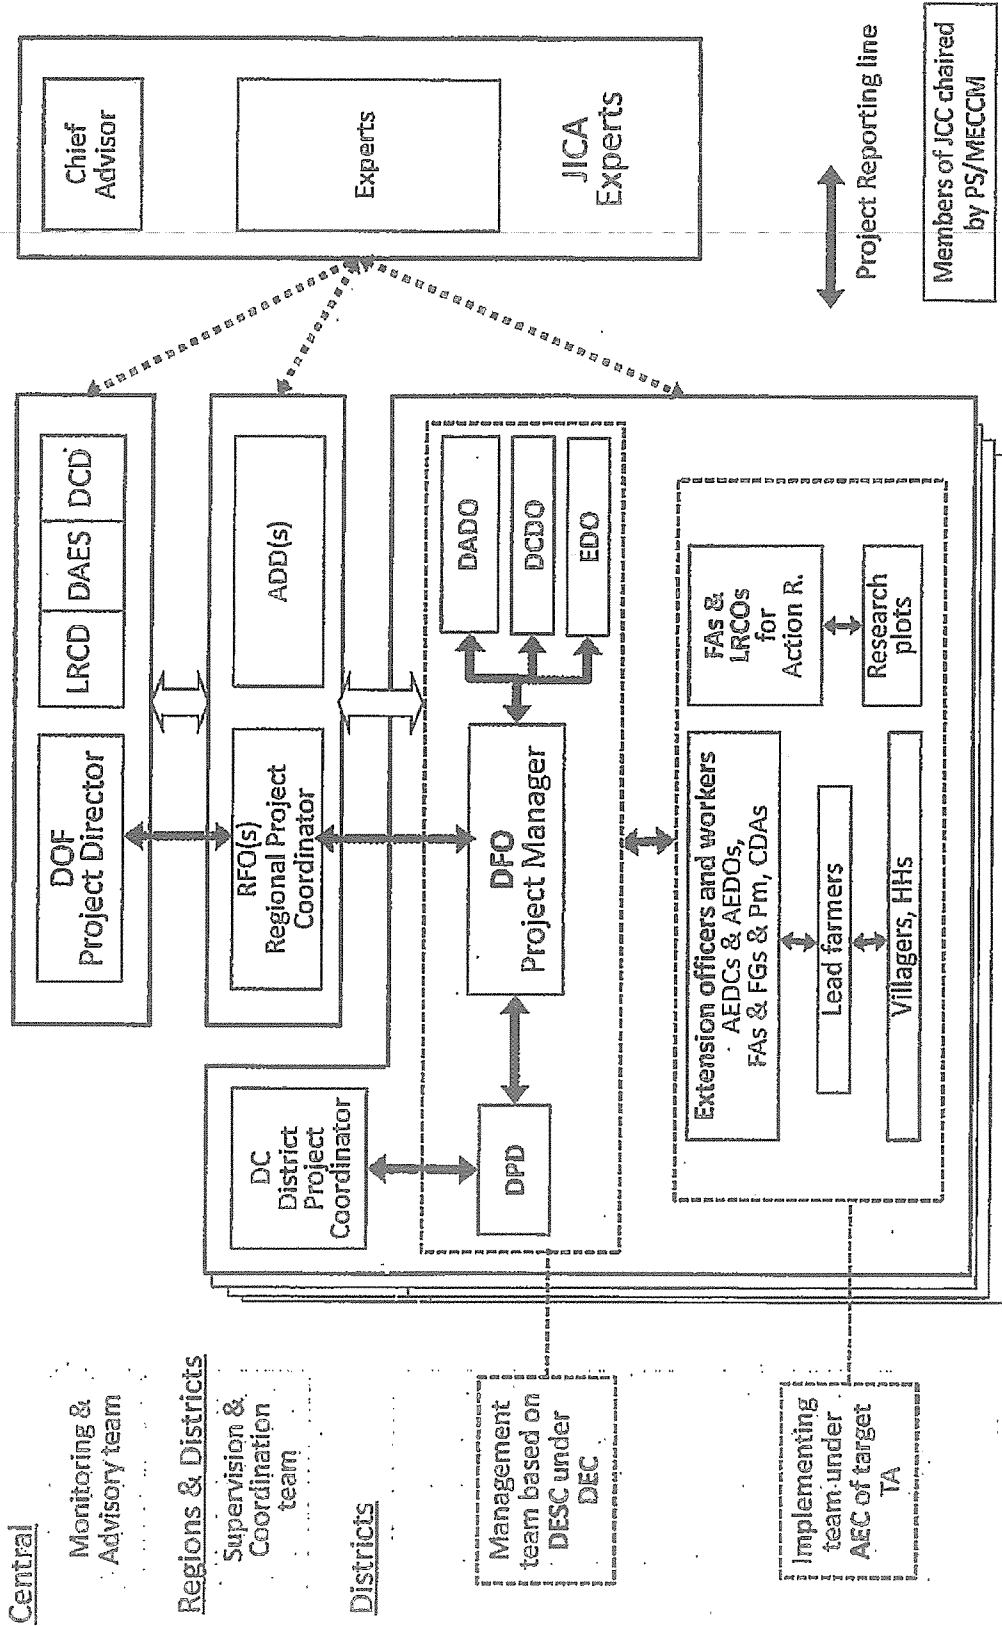 Central
Monitoring &
Advisory team
Regions & Districts
Supervision &
Coordination
team
Districts
Management
team based on
DESC under
DEC
Implementing
team under
AEC of target
TA
DOF
Project Director
LRCD
DAES
DCD
RFO(s)
Regional Project
Coordinator
ADD(s)
DC
District
Project
Coordinator
DPD
DFO
Project Manager
DADO
DCDO
EDO
Extension officers and workers
AEDCs & AEDOs,
FAs & FGs & Pm, CDAs
Lead farmers
Villagers, HHs
FAs &
LRCOs
for
Action R.
Research
plots
Chief
Advisor
Experts
JICA
Experts
Project Reporting line
Members of JCC chaired
by PS/MECCM